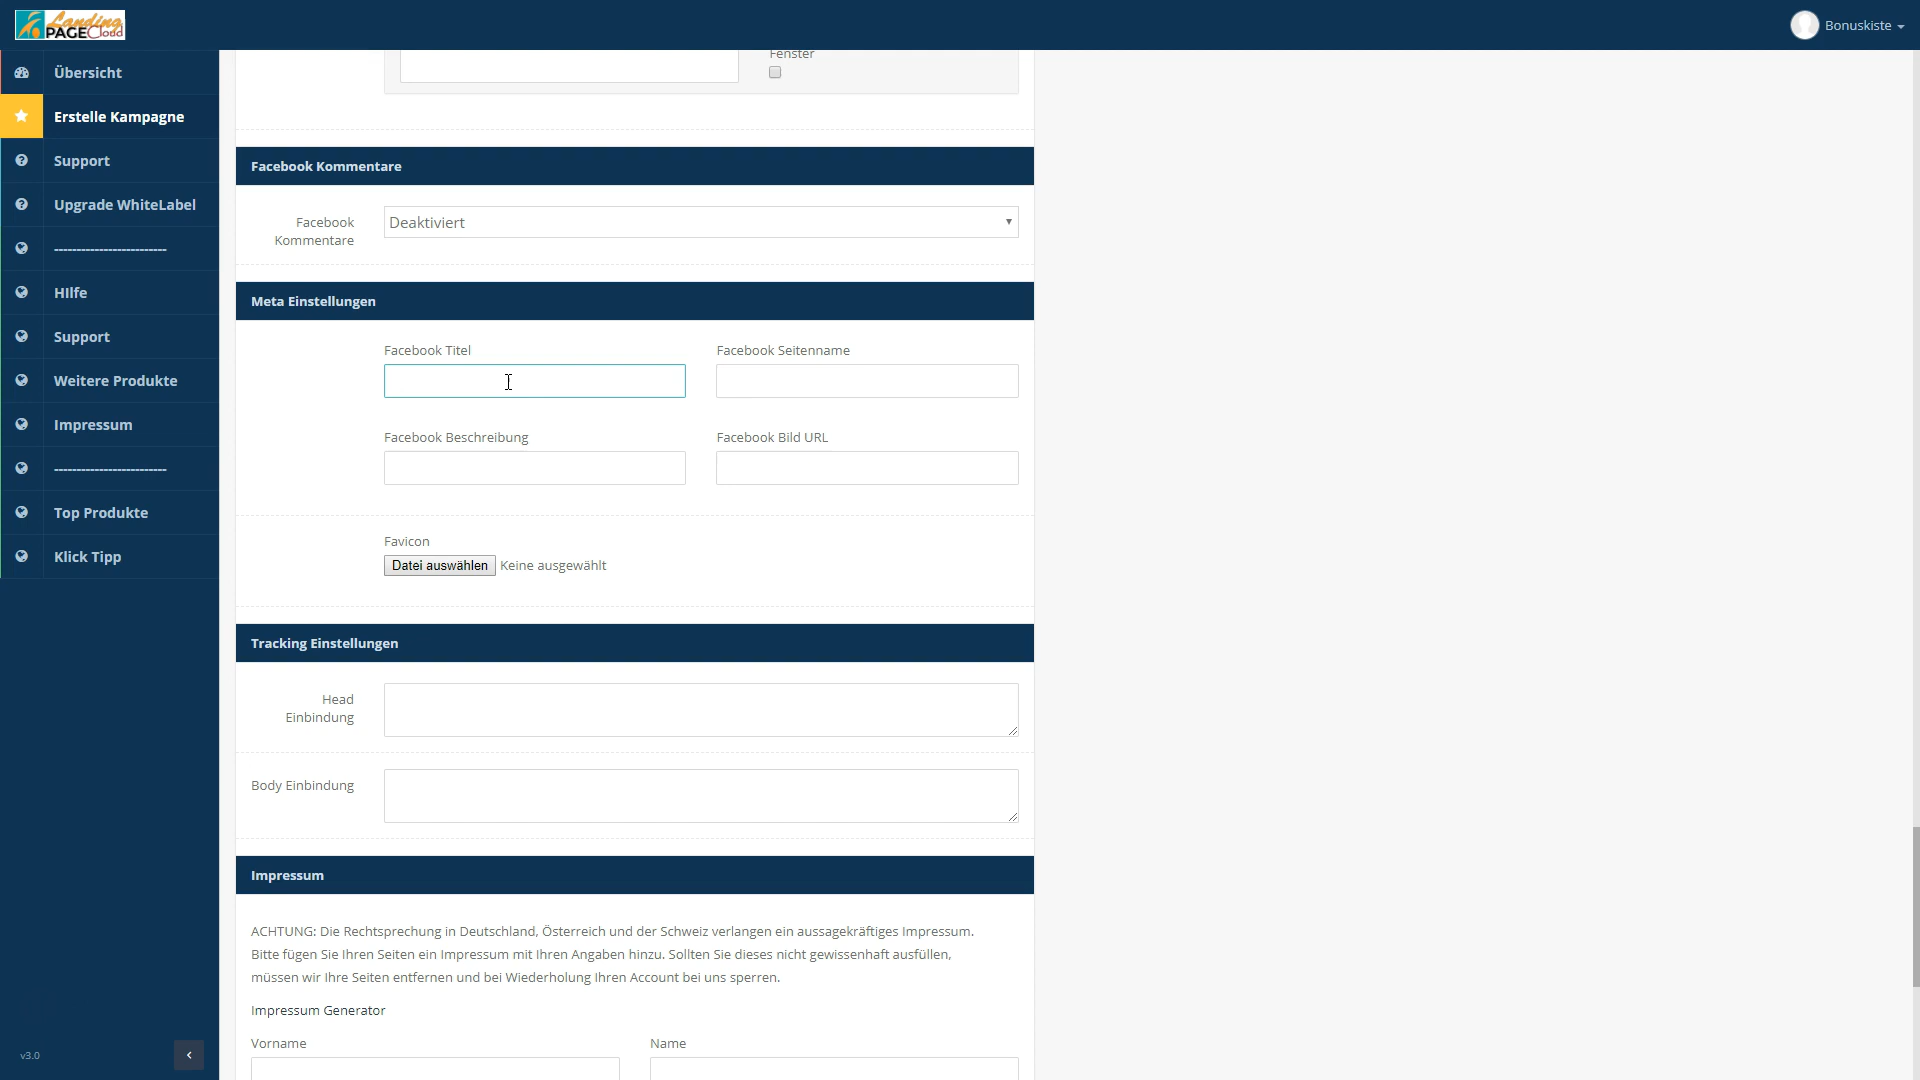 Landing
PAGECloud
Bonuskiste
Übersicht
Erstelle Kampagne
Support
Upgrade WhiteLabel
-------------------------
HIlfe
Support
Weitere Produkte
Impressum
-------------------------
Top Produkte
Klick Tipp
v3.0
Fenster
Facebook Kommentare
Facebook
Kommentare
Deaktiviert
Meta Einstellungen
Facebook Titel
Facebook Seitenname
Facebook Beschreibung
Facebook Bild URL
Favicon
Datei auswählen Keine ausgewählt
Tracking Einstellungen
Head
Einbindung
Body Einbindung
Impressum
ACHTUNG: Die Rechtsprechung in Deutschland, Österreich und der Schweiz verlangen ein aussagekräftiges Impressum.
Bitte fügen Sie Ihren Seiten ein Impressum mit Ihren Angaben hinzu. Sollten Sie dieses nicht gewissenhaft ausfüllen,
müssen wir Ihre Seiten entfernen und bei Wiederholung Ihren Account bei uns sperren.
Impressum Generator
Vorname
Name